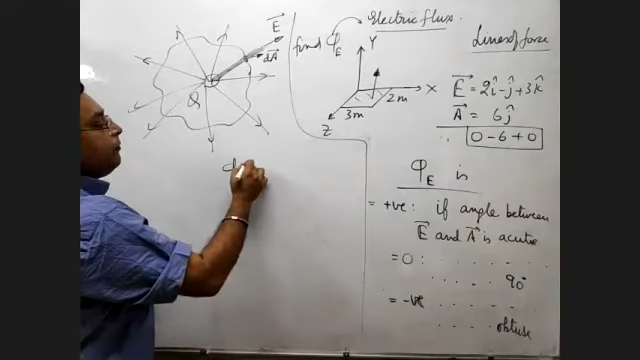 E
dA
Q
d
find φE
Electric flux.
Lines of force
Y
X
Z
2m
3m
E = 2î-ĵ+3k̂
A = 6ĵ
∴ 0-6+0
φE is
= +ve: if angle between
E and A is acute
= 0: ........ 90°
= -ve ........
.... obtuse